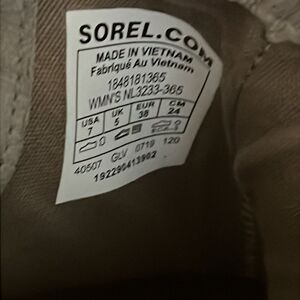 SOREL.COM
MADE IN VIETNAM
Fabriqué Au Vietnam
1848181365
WMN'S NL3233-365
USA UK EUR CM
7 5 38 24
40507 GLV 0719 120
192290413902